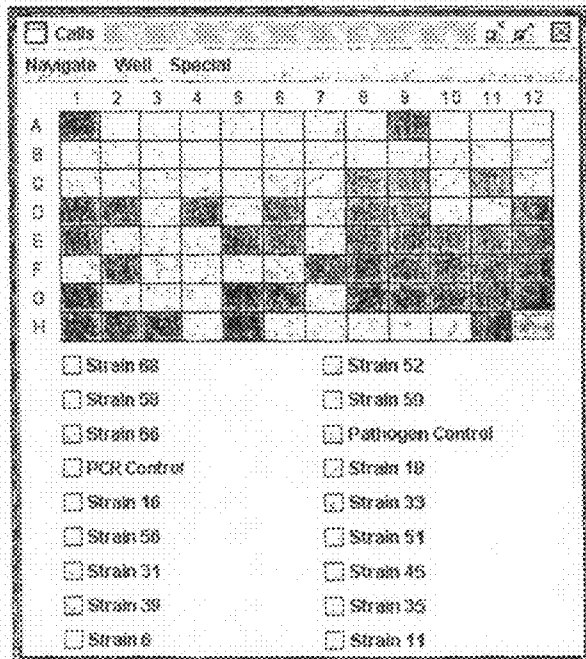 Calls
Navigate Well Special
1 2 3 4 5 6 7 8 9 10 11 12
A
B
C
D
E
F
G
H
Strain 68 Strain 52
Strain 58 Strain 59
Strain 66 Pathogen Control
PCR Control Strain 18
Strain 16 Strain 33
Strain 56 Strain 51
Strain 31 Strain 45
Strain 39 Strain 35
Strain 6 Strain 11